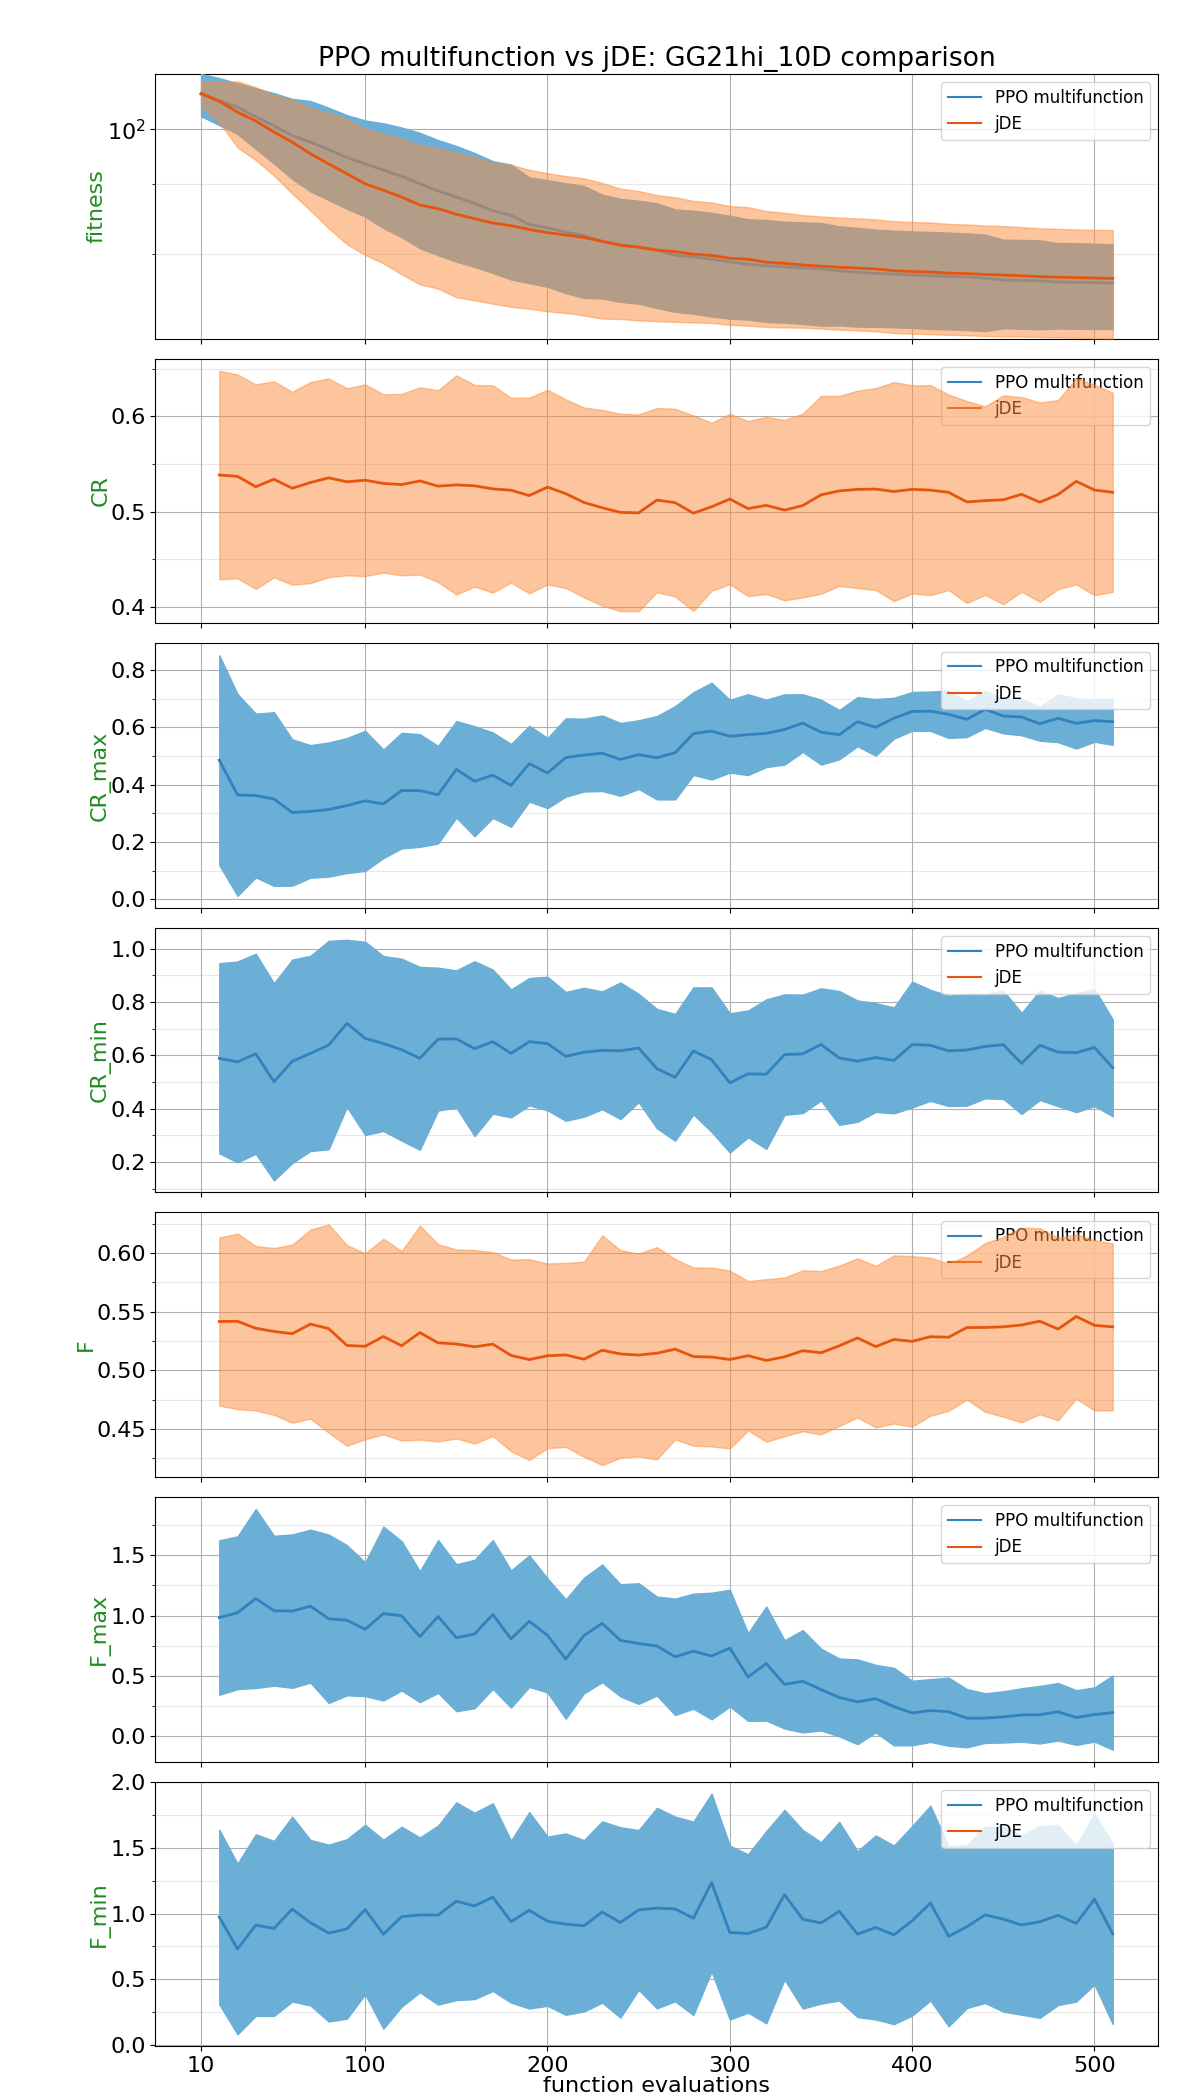 PPO multifunction vs jDE: GG21hi_10D comparison
10²
fitness
PPO multifunction
jDE
0.6
0.5
0.4
CR
PPO multifunction
jDE
0.8
0.6
0.4
0.2
0.0
CR_max
PPO multifunction
jDE
1.0
0.8
0.6
0.4
0.2
CR_min
PPO multifunction
jDE
0.60
0.55
0.50
0.45
F
PPO multifunction
jDE
1.5
1.0
0.5
0.0
F_max
PPO multifunction
jDE
2.0
1.5
1.0
0.5
0.0
F_min
PPO multifunction
jDE
10 100 200 300 400 500
function evaluations